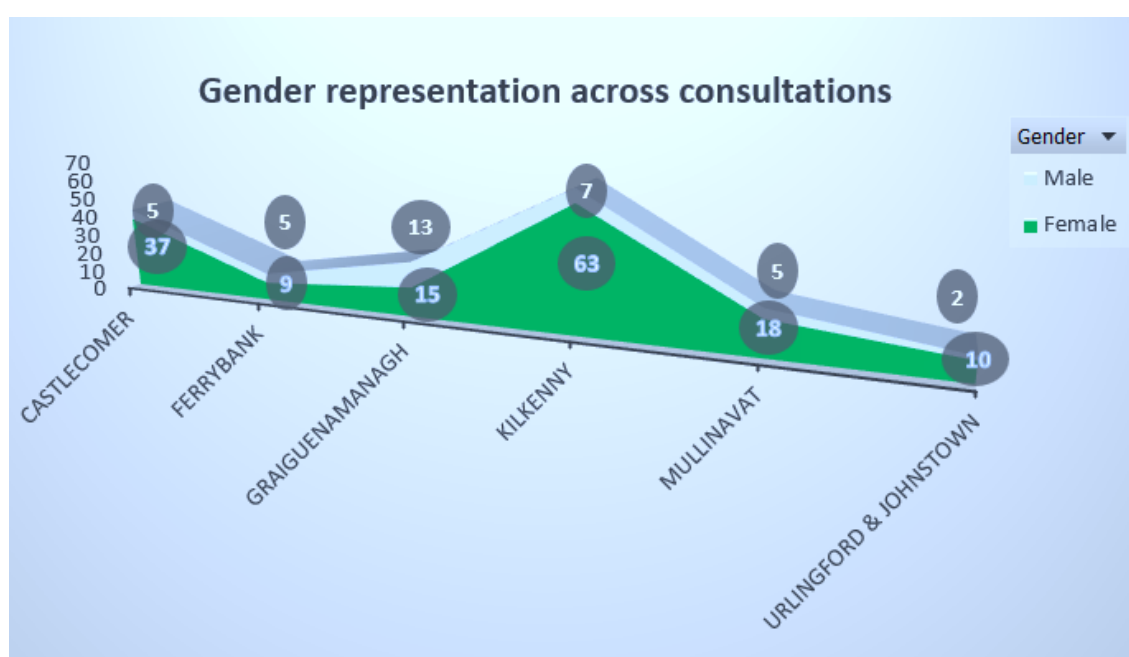 Gender representation across consultations
Gender
Male
Female
70
60
50
40
30
20
10
0
5
5
13
7
5
2
37
9
15
63
18
10
CASTLECOMER
FERRYBANK
GRAIGUENAMANAGH
KILKENNY
MULLINAVAT
URLINGFORD & JOHNSTOWN